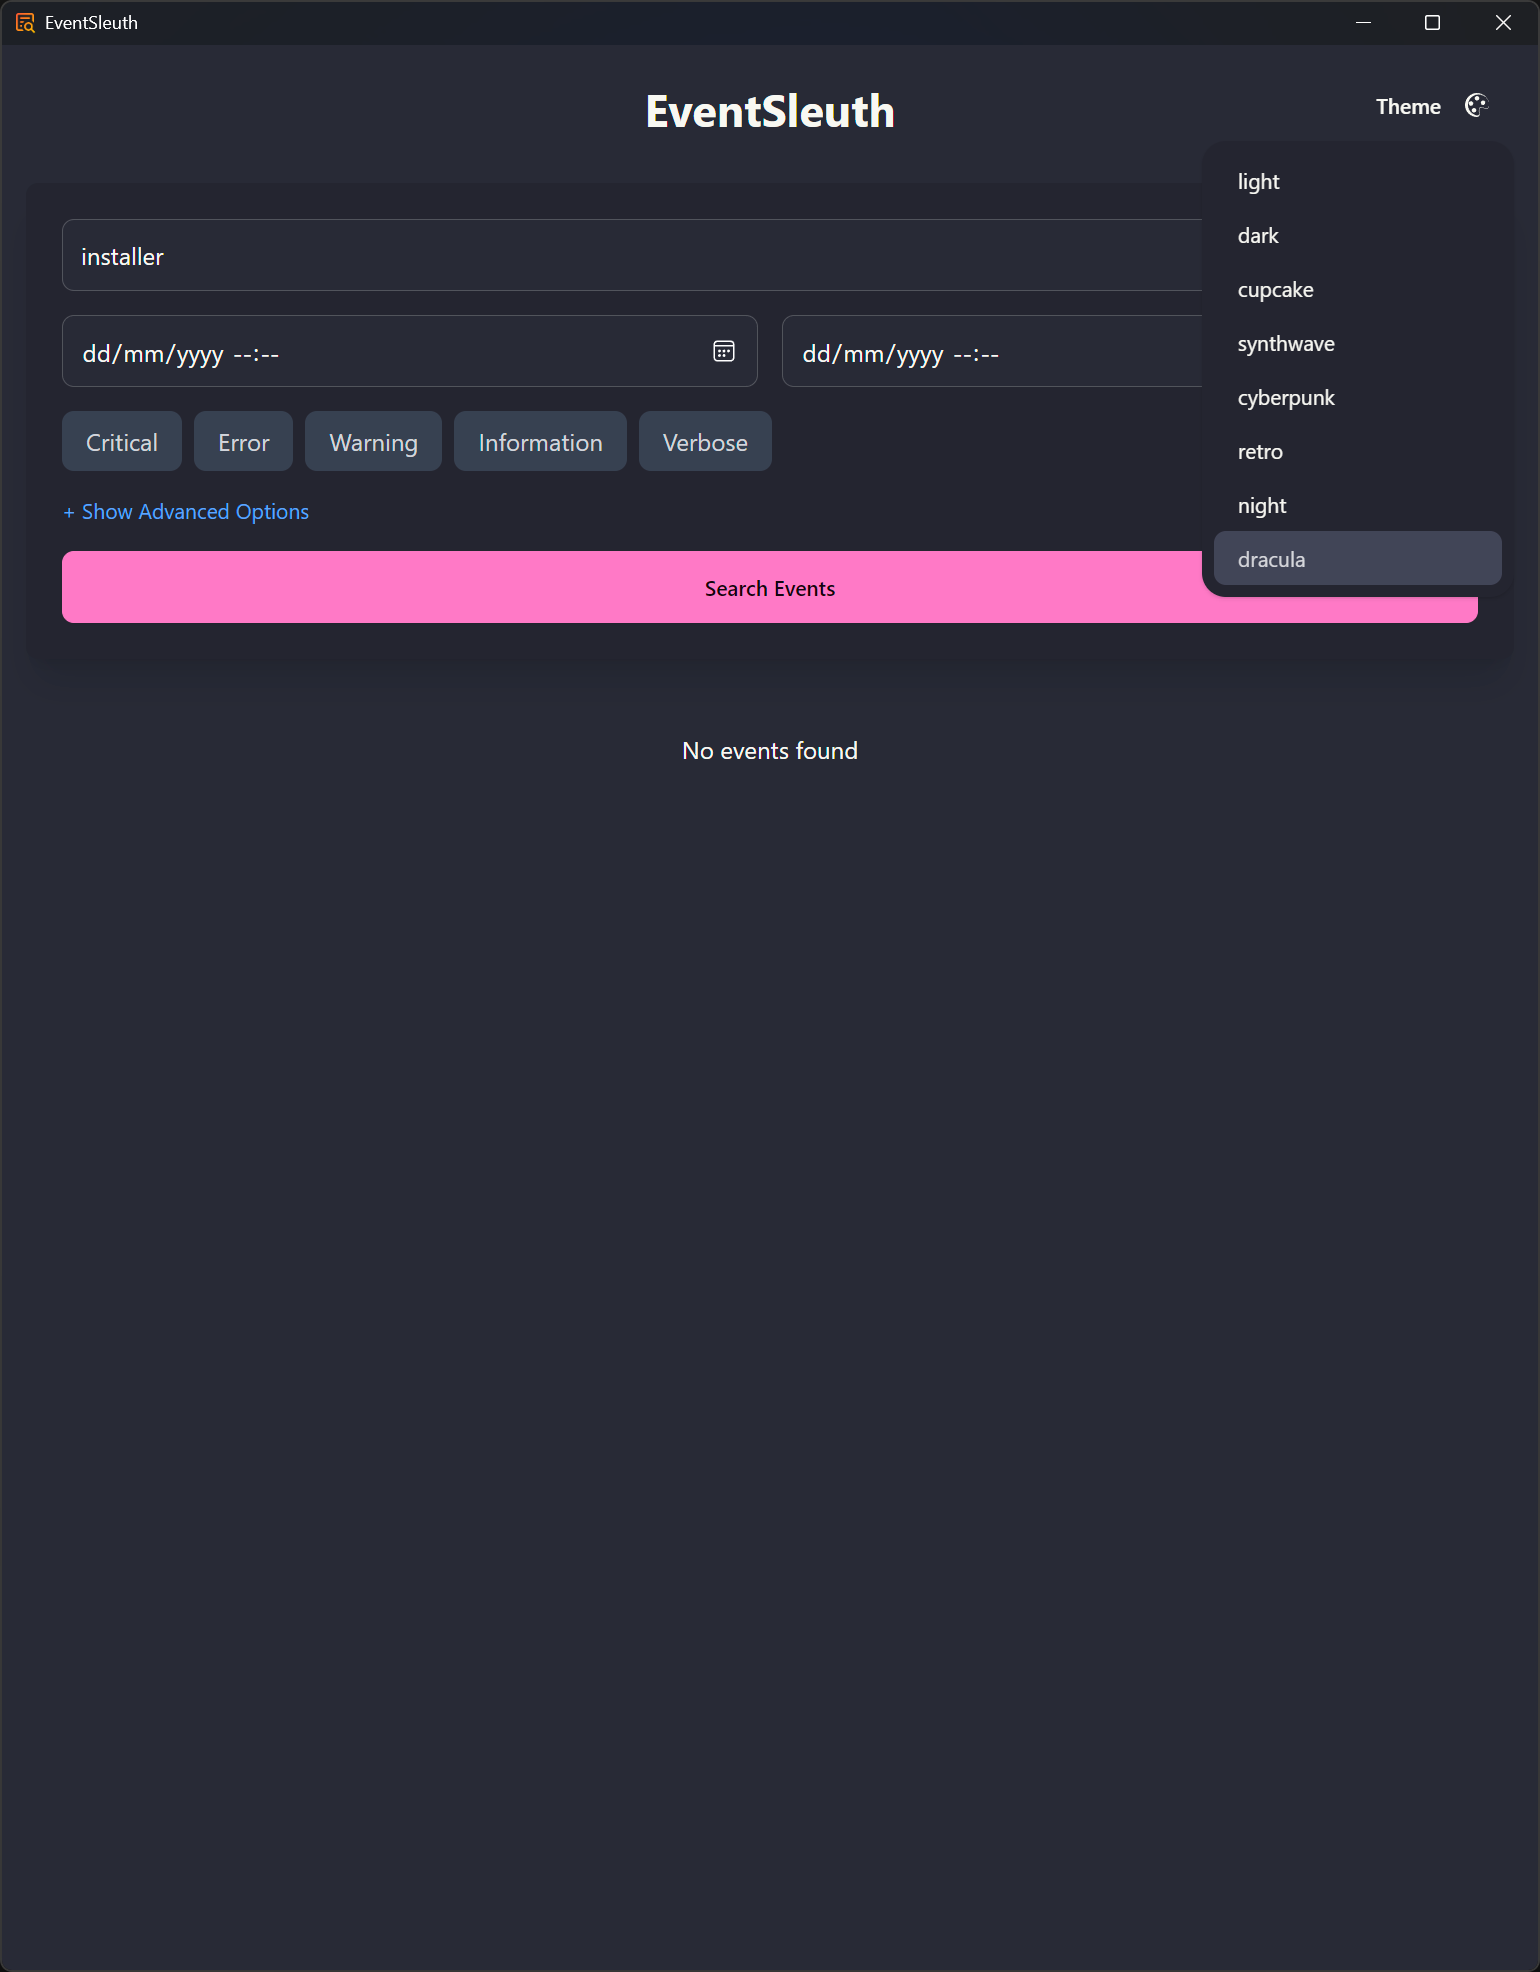 EventSleuth
EventSleuth
Theme
light
dark
cupcake
synthwave
cyberpunk
retro
night
dracula
installer
dd/mm/yyyy --:--
dd/mm/yyyy --:--
Critical
Error
Warning
Information
Verbose
+ Show Advanced Options
Search Events
No events found